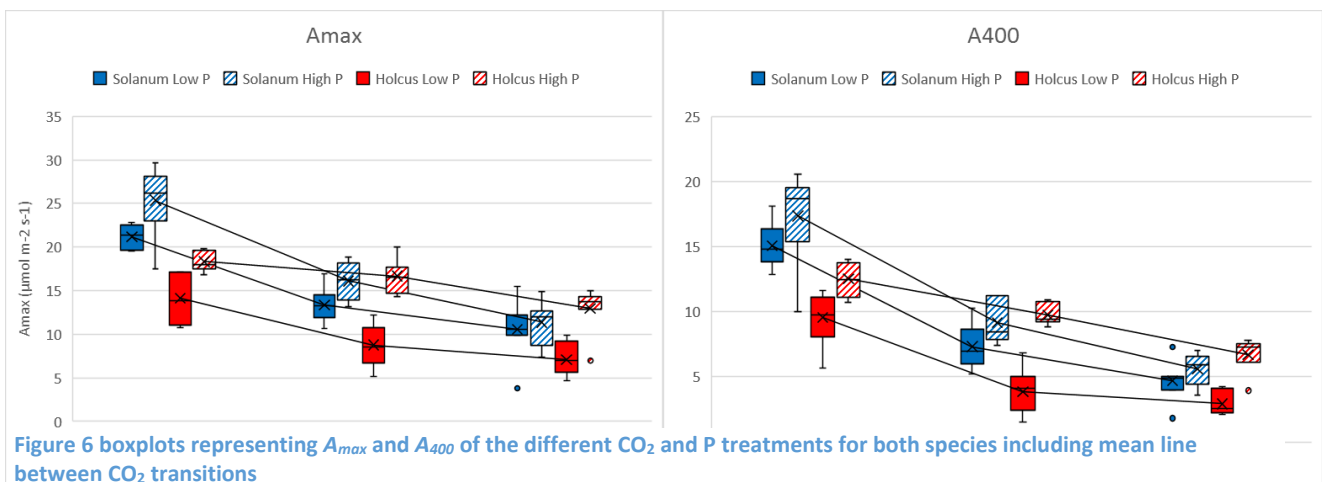 Amax
Solanum Low P Solanum High P Holcus Low P Holcus High P
35
30
25
20
15
10
5
0
Amax (µmol m-2 s-1)
A400
Solanum Low P Solanum High P Holcus Low P Holcus High P
25
20
15
10
5
Figure 6 boxplots representing Amax and A400 of the different CO2 and P treatments for both species including mean line
between CO2 transitions